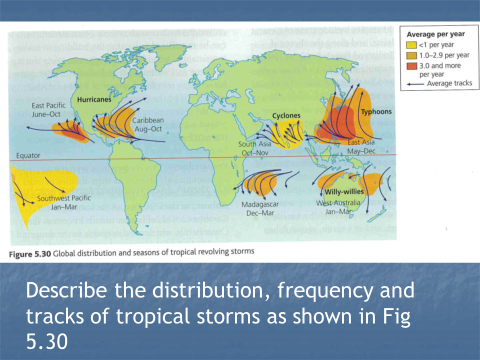 Average per year
<1 per year
1.0–2.9 per year
3.0 and more
per year
Average tracks
Hurricanes
East Pacific
June–Oct
Caribbean
Aug–Oct
Cyclones
Typhoons
South Asia
Oct–Nov
East Asia
May–Dec
Equator
Southwest Pacific
Jan–Mar
Madagascar
Dec–Mar
Willy-willies
West Australia
Jan–Mar
Figure 5.30 Global distribution and seasons of tropical revolving storms
Describe the distribution, frequency and
tracks of tropical storms as shown in Fig
5.30